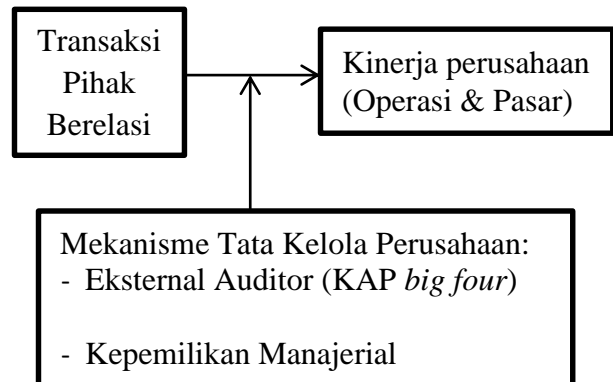 Transaksi
Pihak
Berelasi
Kinerja perusahaan
(Operasi & Pasar)
Mekanisme Tata Kelola Perusahaan:
- Eksternal Auditor (KAP big four)
- Kepemilikan Manajerial